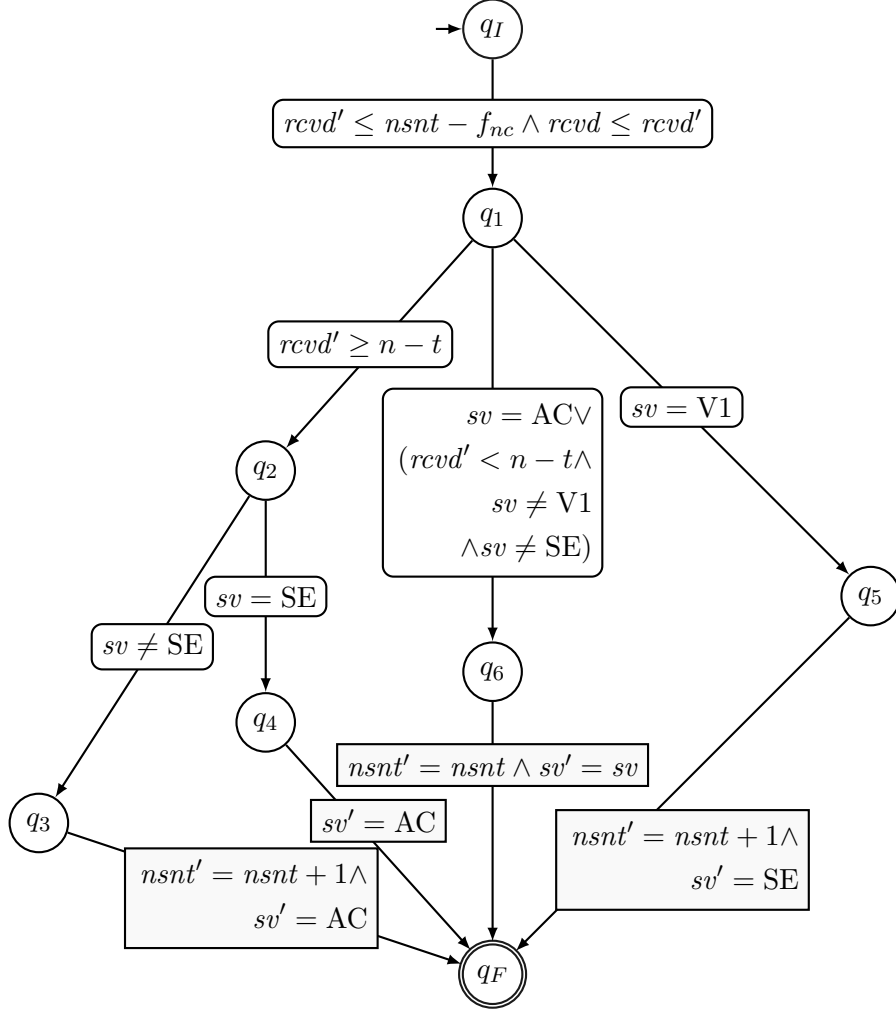 q_I
rcvd′ ≤ nsnt − f_nc ∧ rcvd ≤ rcvd′
q_1
rcvd′ ≥ n − t
sv = AC∨
(rcvd′ < n − t∧
sv ≠ V1
∧sv ≠ SE)
sv = V1
q_2
sv = SE
sv ≠ SE
q_5
q_6
q_4
nsnt′ = nsnt ∧ sv′ = sv
q_3
sv′ = AC
nsnt′ = nsnt + 1∧
sv′ = SE
nsnt′ = nsnt + 1∧
sv′ = AC
q_F